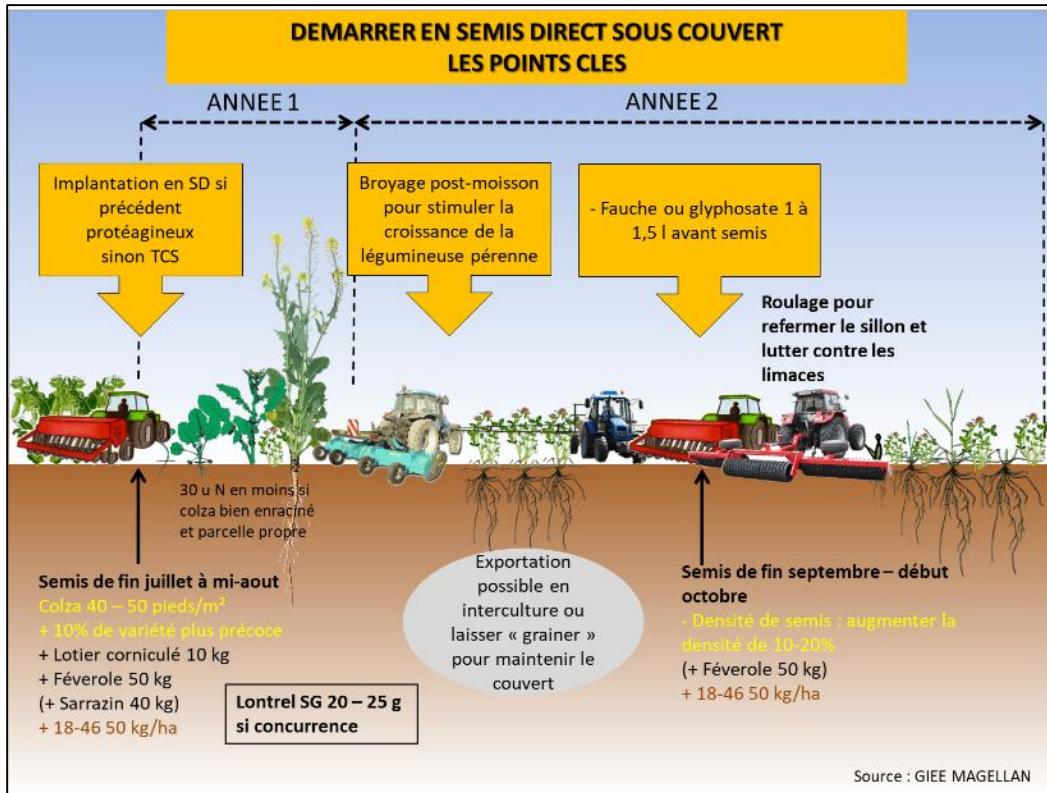 DEMARRER EN SEMIS DIRECT SOUS COUVERT
LES POINTS CLES
ANNEE 1
ANNEE 2
Implantation en SD si
précédent
protéagineux
sinon TCS
Broyage post-moisson
pour stimuler la
croissance de la
légumineuse pérenne
- Fauche ou glyphosate 1 à
1,5 l avant semis
Roulage pour
refermer le sillon et
lutter contre les
limaces
30 u N en moins si
colza bien enraciné
et parcelle propre
Semis de fin juillet à mi-aout
Colza 40 – 50 pieds/m²
+ 10% de variété plus précoce
+ Lotier corniculé 10 kg
+ Féverole 50 kg
(+ Sarrazin 40 kg)
+ 18-46 50 kg/ha
Lontrel SG 20 – 25 g
si concurrence
Exportation
possible en
interculture ou
laisser « grainer »
pour maintenir le
couvert
Semis de fin septembre – début
octobre
- Densité de semis : augmenter la
densité de 10-20%
(+ Féverole 50 kg)
+ 18-46 50 kg/ha
Source : GIEE MAGELLAN